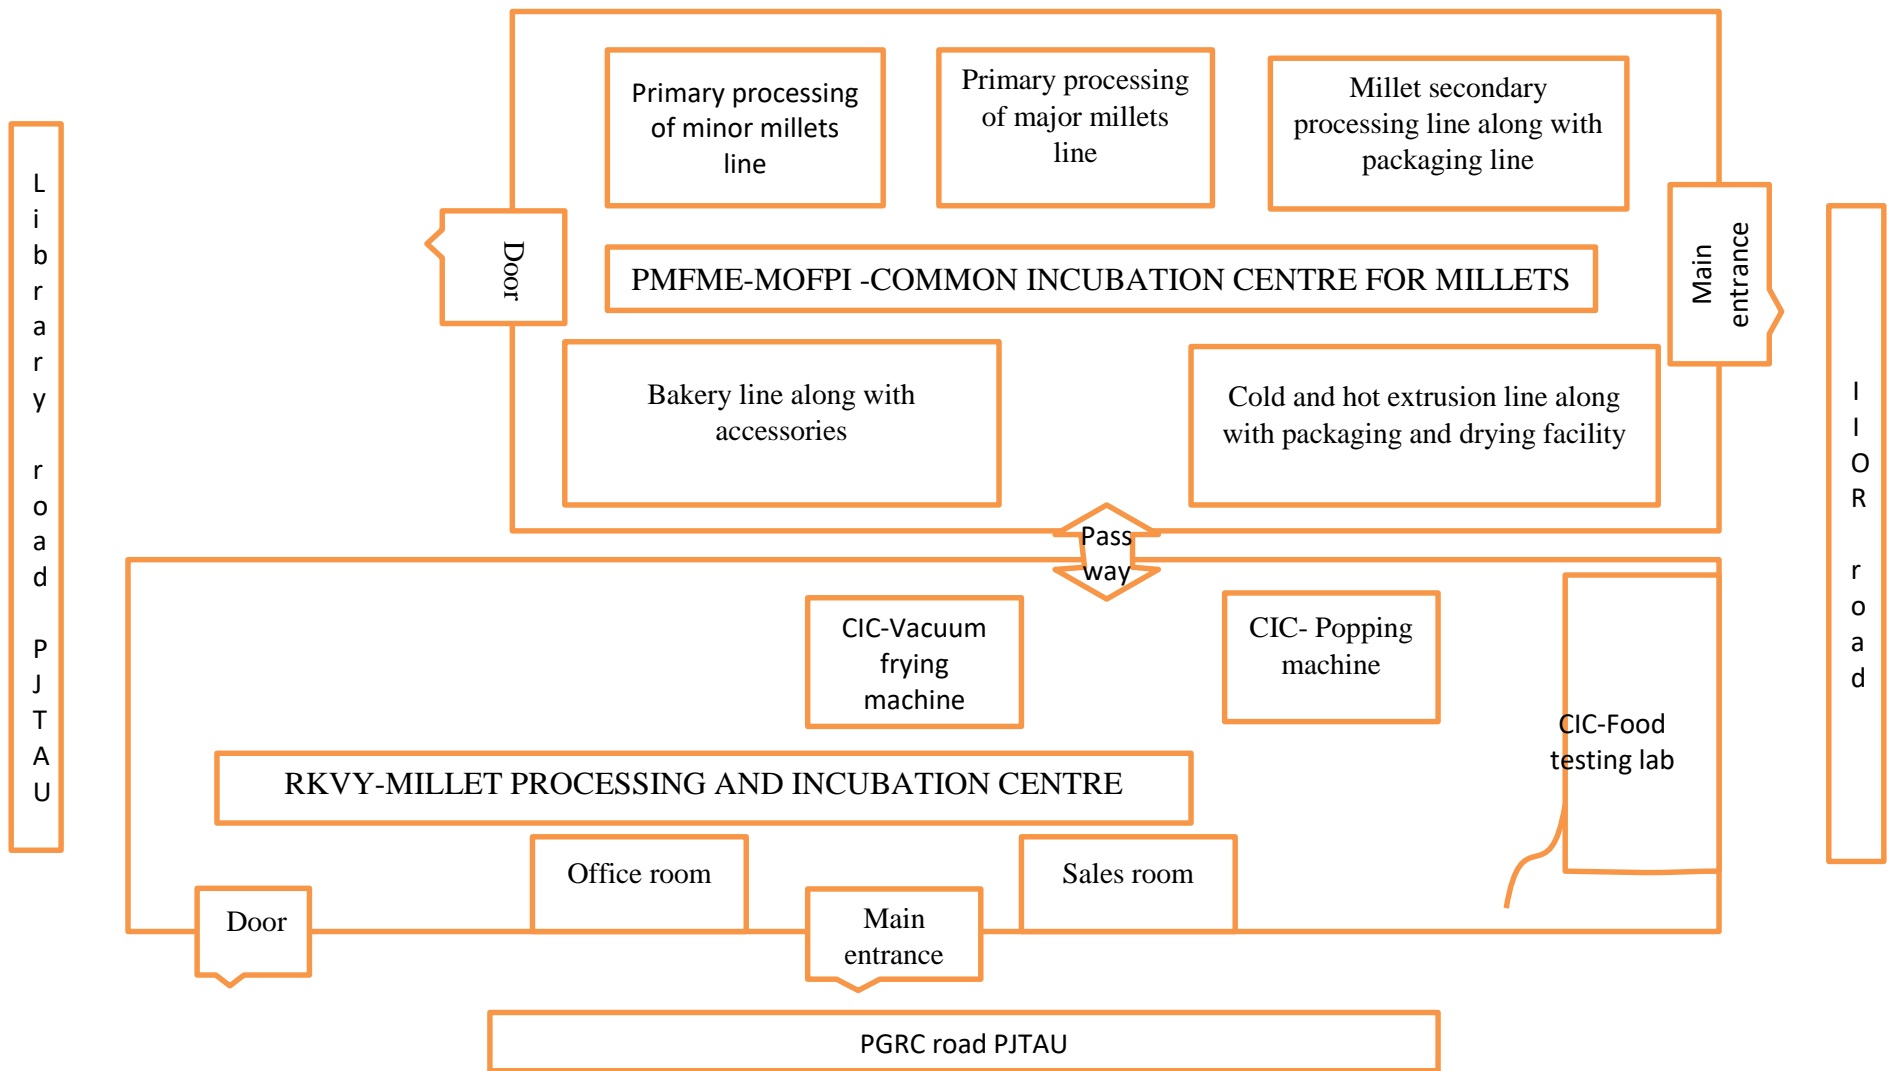 Primary processing
of minor millets
line
Primary processing
of major millets
line
Millet secondary
processing line along with
packaging line
Library road PJTAU
Door
PMFME-MOFPI -COMMON INCUBATION CENTRE FOR MILLETS
Main
entrance
IIOR road
Bakery line along with
accessories
Cold and hot extrusion line along
with packaging and drying facility
Pass
way
CIC-Vacuum
frying
machine
CIC- Popping
machine
CIC-Food
testing lab
RKVY-MILLET PROCESSING AND INCUBATION CENTRE
Office room
Sales room
Door
Main
entrance
PGRC road PJTAU